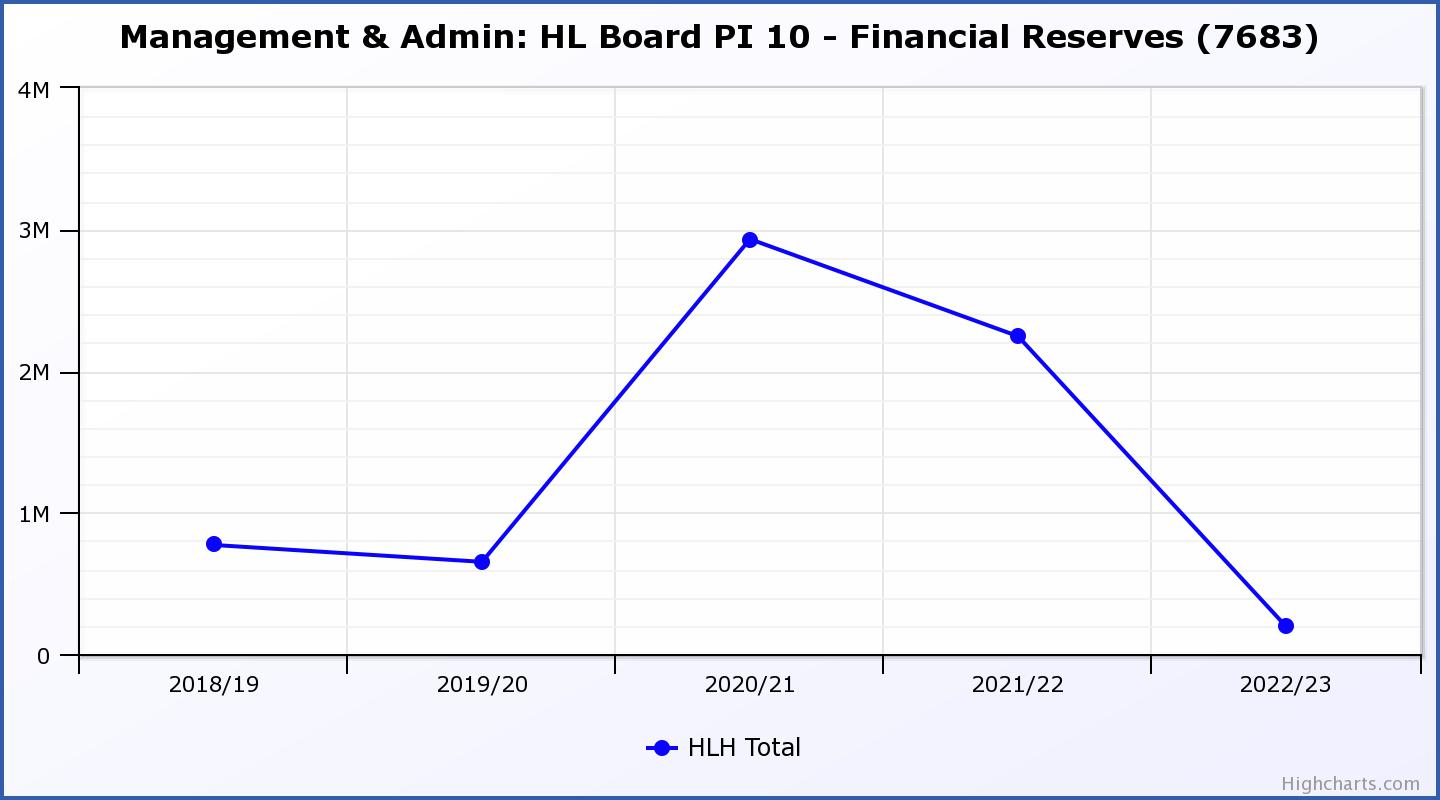 Management & Admin: HL Board PI 10 - Financial Reserves (7683)
4M
3M
2M
1M
0
2018/19 2019/20 2020/21 2021/22 2022/23
HLH Total
Highcharts.com